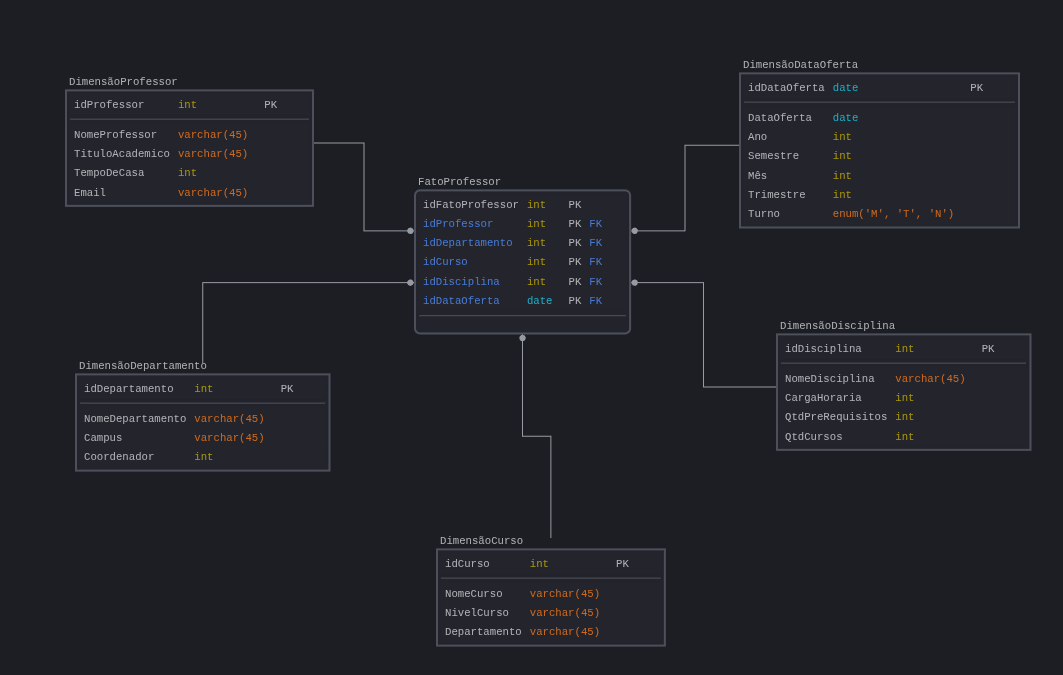 DimensãoProfessor
idProfessor int PK
NomeProfessor varchar(45)
TituloAcademico varchar(45)
TempoDeCasa int
Email varchar(45)
DimensãoDataOferta
idDataOferta date PK
DataOferta date
Ano int
Semestre int
Mês int
Trimestre int
Turno enum('M', 'T', 'N')
FatoProfessor
idFatoProfessor int PK
idProfessor int PK FK
idDepartamento int PK FK
idCurso int PK FK
idDisciplina int PK FK
idDataOferta date PK FK
DimensãoDepartamento
idDepartamento int PK
NomeDepartamento varchar(45)
Campus varchar(45)
Coordenador int
DimensãoDisciplina
idDisciplina int PK
NomeDisciplina varchar(45)
CargaHoraria int
QtdPreRequisitos int
QtdCursos int
DimensãoCurso
idCurso int PK
NomeCurso varchar(45)
NivelCurso varchar(45)
Departamento varchar(45)